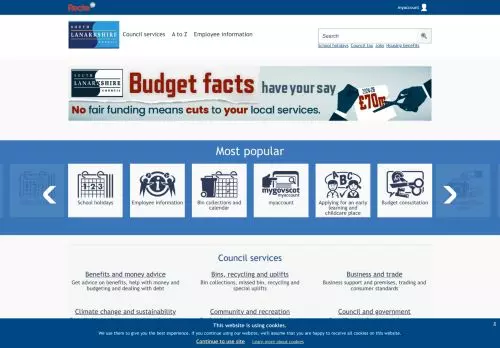 myaccount
SOUTH
LANARKSHIRE
COUNCIL
Council services A to Z Employee information
Search
School holidays Council tax Jobs Housing benefits
SOUTH
LANARKSHIRE
COUNCIL
Budget facts have your say
No fair funding means cuts to your local services.
£70m
Most popular
School holidays
Employee information
Bin collections and
calendar
mygovscot
myaccount
myaccount
Applying for an early
learning and
childcare place
Budget consultation
Council services
Benefits and money advice
Get advice on benefits, help with money and
budgeting and dealing with debt
Bins, recycling and uplifts
Bin collections, missed bin, recycling and
special uplifts
Business and trade
Business support and premises, trading and
consumer standards
Climate change and sustainability
Community and recreation
Council and government
This website is using cookies.
We use them to give you the best experience. If you continue using our website, we'll assume that you are happy to receive all cookies on this website.
Continue to use site Learn more about cookies
x